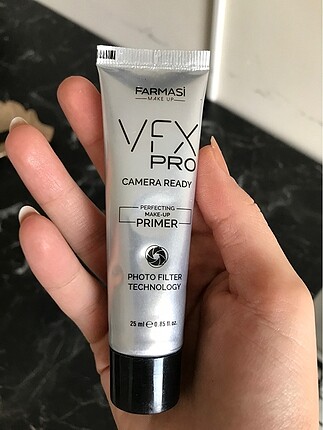 FARMASİ
MAKE UP
VFX
PRO
CAMERA READY
PERFECTING
MAKE-UP
PRIMER
PHOTO FILTER
TECHNOLOGY
25 ml ℮ 0.85 fl. oz.